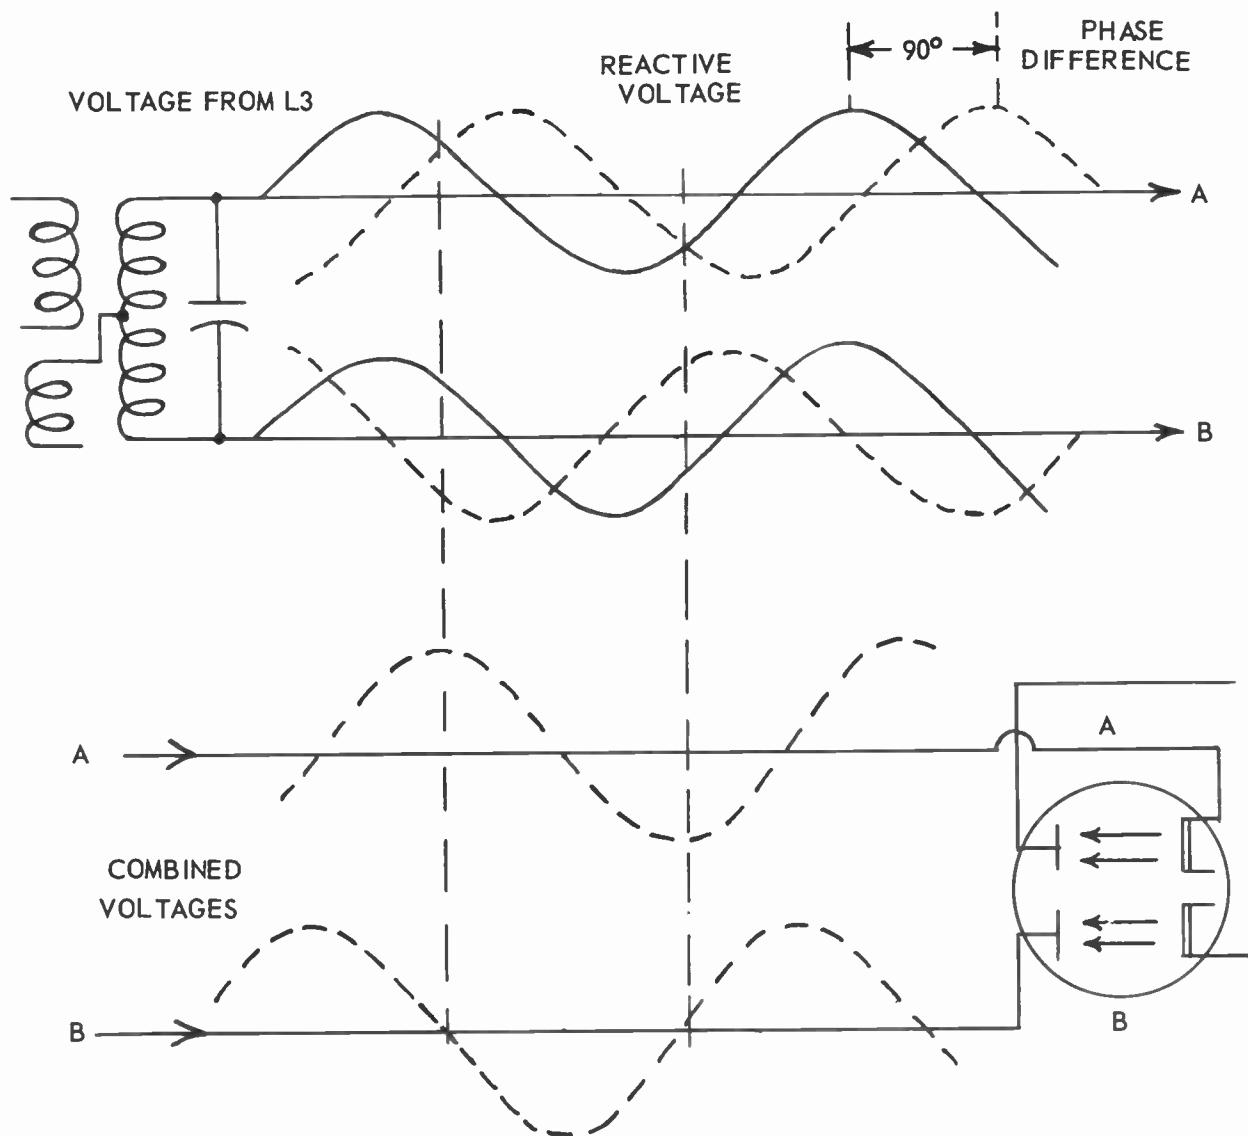 PHASE
DIFFERENCE
90°
REACTIVE
VOLTAGE
VOLTAGE FROM L3
A
B
A
A
COMBINED
VOLTAGES
B
B